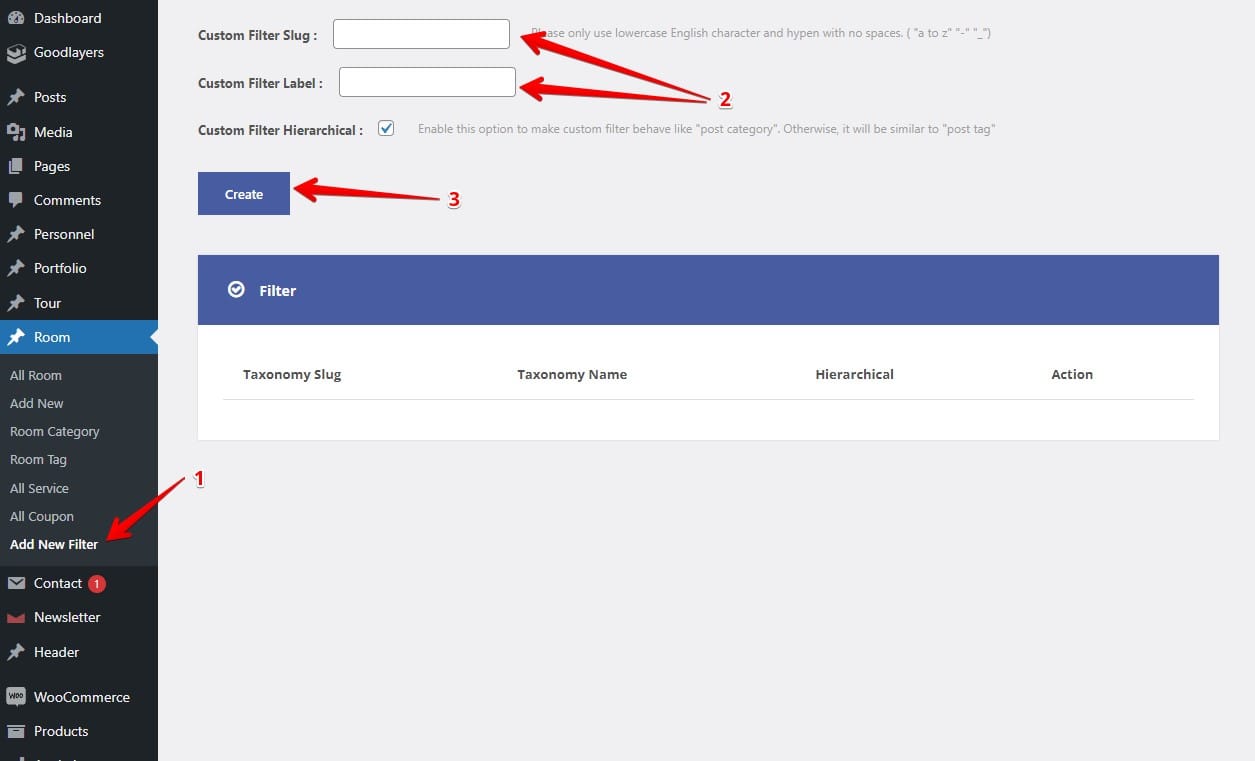 Dashboard
Goodlayers
Posts
Media
Pages
Comments
Personnel
Portfolio
Tour
Room
All Room
Add New
Room Category
Room Tag
All Service
All Coupon
Add New Filter
1
Contact 1
Newsletter
Header
WooCommerce
Products
Custom Filter Slug :
Please only use lowercase English character and hypen with no spaces. ( "a to z" "-" "_")
Custom Filter Label :
2
Custom Filter Hierarchical :
Enable this option to make custom filter behave like "post category". Otherwise, it will be similar to "post tag"
Create
3
Filter
Taxonomy Slug Taxonomy Name Hierarchical Action